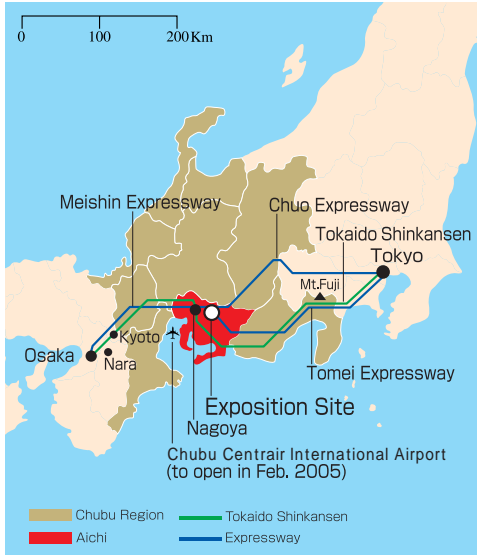 0 100 200 Km
Meishin Expressway
Chuo Expressway
Tokaido Shinkansen
Tokyo
Mt.Fuji
Kyoto
Osaka
Nara
Tomei Expressway
Exposition Site
Nagoya
Chubu Centrair International Airport
(to open in Feb. 2005)
Chubu Region
Tokaido Shinkansen
Aichi
Expressway